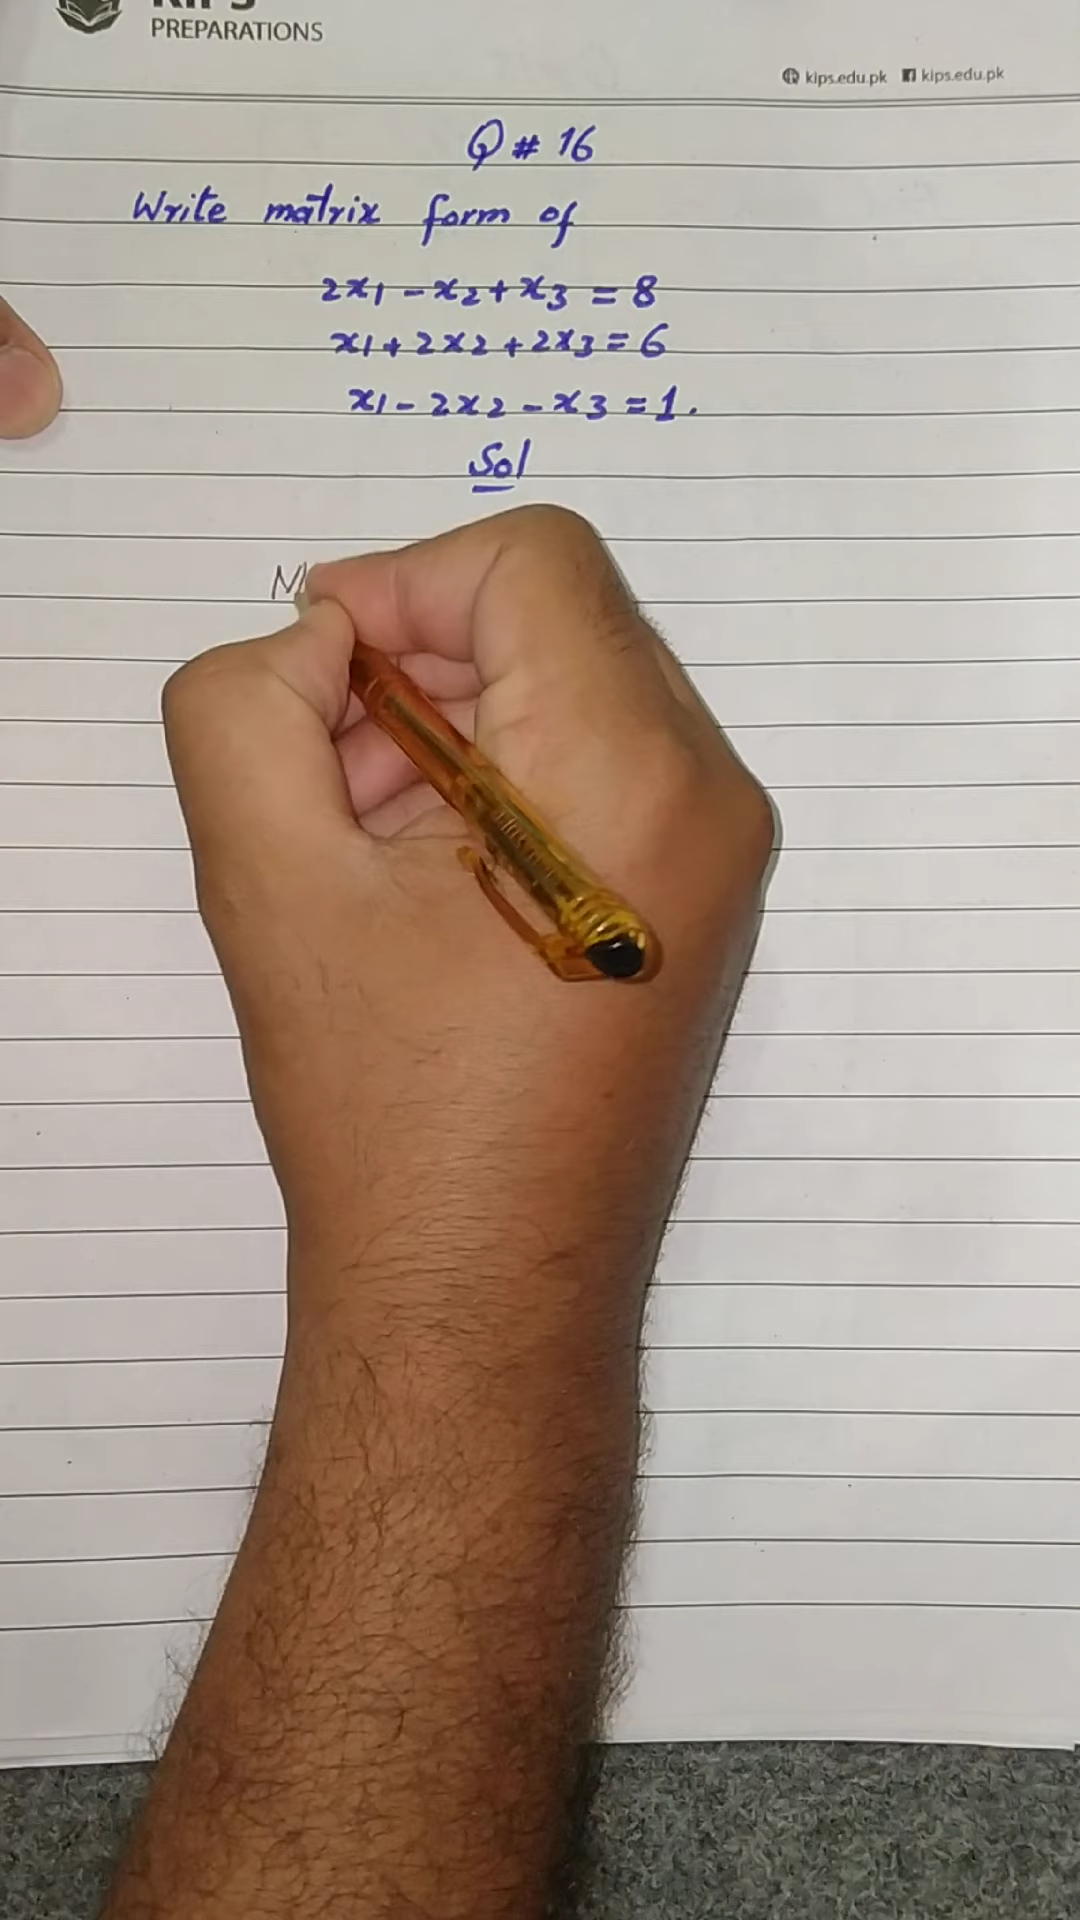 PREPARATIONS
kips.edu.pk kips.edu.pk
Q # 16
Write matrix form of
2x1 - x2 + x3 = 8
x1 + 2x2 + 2x3 = 6
x1 - 2x2 - x3 = 1.
Sol